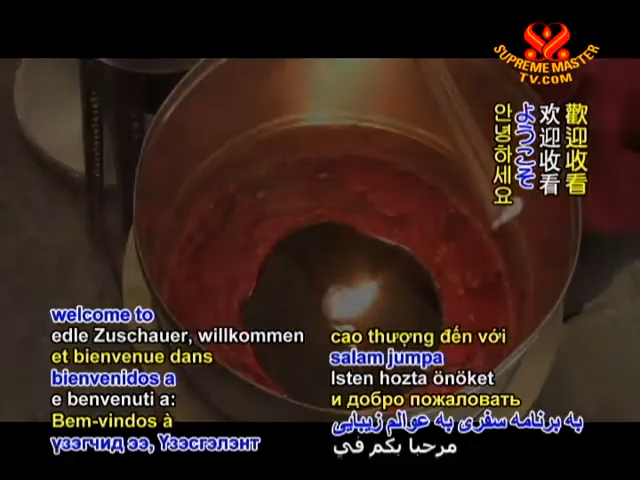 SUPREME MASTER
TV.COM
歡迎收看
欢迎收看
ようこそ
안녕하세요
welcome to
edle Zuschauer, willkommen
et bienvenue dans
bienvenidos a
e benvenuti a:
Bem-vindos à
үзэгчид ээ, Үзэсгэлэнт
cao thượng đến với
salam jumpa
Isten hozta önöket
и добро пожаловать
به برنامه سفری به عوالم زیبایی
مرحبا بكم في